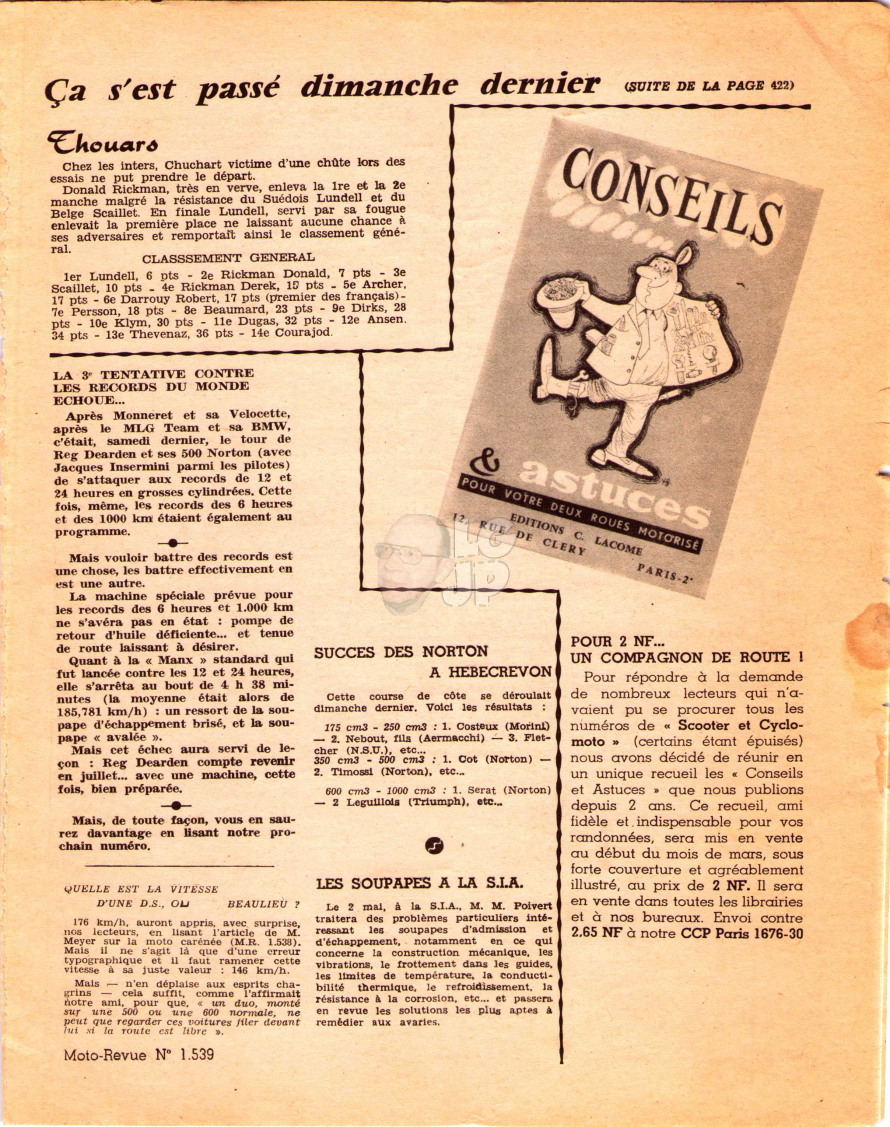 Ça s'est passé dimanche dernier (SUITE DE LA PAGE 422)
Thouars
Chez les inters, Chuchart victime d'une chûte lors des
essais ne put prendre le départ.
Donald Rickman, très en verve, enleva la 1re et la 2e
manche malgré la résistance du Suédois Lundell et du
Belge Scaillet. En finale Lundell, servi par sa fougue
enlevait la première place ne laissant aucune chance à
ses adversaires et remportait ainsi le classement géné-
ral.
CLASSSEMENT GENERAL
1er Lundell, 6 pts - 2e Rickman Donald, 7 pts - 3e
Scaillet, 10 pts - 4e Rickman Derek, 15 pts - 5e Archer,
17 pts - 6e Darrouy Robert, 17 pts (premier des français) -
7e Persson, 18 pts - 8e Beaumard, 23 pts - 9e Dirks, 28
pts - 10e Klym, 30 pts - 11e Dugas, 32 pts - 12e Ansen.
34 pts - 13e Thevenaz, 36 pts - 14e Courajod.
CONSEILS
& astuces
POUR VOTRE DEUX ROUES MOTORISÉ
EDITIONS C. LACOME
12, RUE DE CLERY
PARIS-2e
LA 3e TENTATIVE CONTRE
LES RECORDS DU MONDE
ECHOUE...
Après Monneret et sa Velocette,
après le MLG Team et sa BMW,
c'était, samedi dernier, le tour de
Reg Dearden et ses 500 Norton (avec
Jacques Insermini parmi les pilotes)
de s'attaquer aux records de 12 et
24 heures en grosses cylindrées. Cette
fois, même, les records des 6 heures
et des 1000 km étaient également au
programme.
Mais vouloir battre des records est
une chose, les battre effectivement en
est une autre.
La machine spéciale prévue pour
les records des 6 heures et 1.000 km
ne s'avéra pas en état : pompe de
retour d'huile déficiente... et tenue
de route laissant à désirer.
Quant à la « Manx » standard qui
fut lancée contre les 12 et 24 heures,
elle s'arrêta au bout de 4 h 38 mi-
nutes (la moyenne était alors de
185,781 km/h) : un ressort de la sou-
pape d'échappement brisé, et la sou-
pape « avalée ».
Mais cet échec aura servi de le-
çon : Reg Dearden compte revenir
en juillet... avec une machine, cette
fois, bien préparée.
Mais, de toute façon, vous en sau-
rez davantage en lisant notre pro-
chain numéro.
QUELLE EST LA VITESSE
D'UNE D.S., OU BEAULIEU ?
176 km/h, auront appris, avec surprise,
nos lecteurs, en lisant l'article de M.
Meyer sur la moto carénée (M.R. 1.538).
Mais il ne s'agit là que d'une erreur
typographique et il faut ramener cette
vitesse à sa juste valeur : 146 km/h.
Mais — n'en déplaise aux esprits cha-
grins — cela suffit, comme l'affirmait
notre ami, pour que, « un duo, monté
sur une 500 ou une 600 normale, ne
peut que regarder ces voitures filer devant
lui si la route est libre ».
Moto-Revue N° 1.539
SUCCES DES NORTON
A HEBECREVON
Cette course de côte se déroulait
dimanche dernier. Voici les résultats :
175 cm3 - 250 cm3 : 1. Costeux (Morini)
— 2. Nebout, fils (Aermacchi) — 3. Flet-
cher (N.S.U.), etc...
350 cm3 - 500 cm3 : 1. Cot (Norton) —
2. Timossi (Norton), etc...
600 cm3 - 1000 cm3 : 1. Serat (Norton)
— 2 Leguillois (Triumph), etc...
LES SOUPAPES A LA S.I.A.
Le 2 mai, à la S.I.A., M. M. Poivert
traitera des problèmes particuliers inté-
ressant les soupapes d'admission et
d'échappement, notamment en ce qui
concerne la construction mécanique, les
vibrations, le frottement dans les guides,
les limites de température, la conducti-
bilité thermique, le refroidissement, la
résistance à la corrosion, etc... et passera
en revue les solutions les plus aptes à
remédier aux avaries.
POUR 2 NF...
UN COMPAGNON DE ROUTE !
Pour répondre à la demande
de nombreux lecteurs qui n'a-
vaient pu se procurer tous les
numéros de « Scooter et Cyclo-
moto » (certains étant épuisés)
nous avons décidé de réunir en
un unique recueil les « Conseils
et Astuces » que nous publions
depuis 2 ans. Ce recueil, ami
fidèle et indispensable pour vos
randonnées, sera mis en vente
au début du mois de mars, sous
forte couverture et agréablement
illustré, au prix de 2 NF. Il sera
en vente dans toutes les librairies
et à nos bureaux. Envoi contre
2,65 NF à notre CCP Paris 1676-30